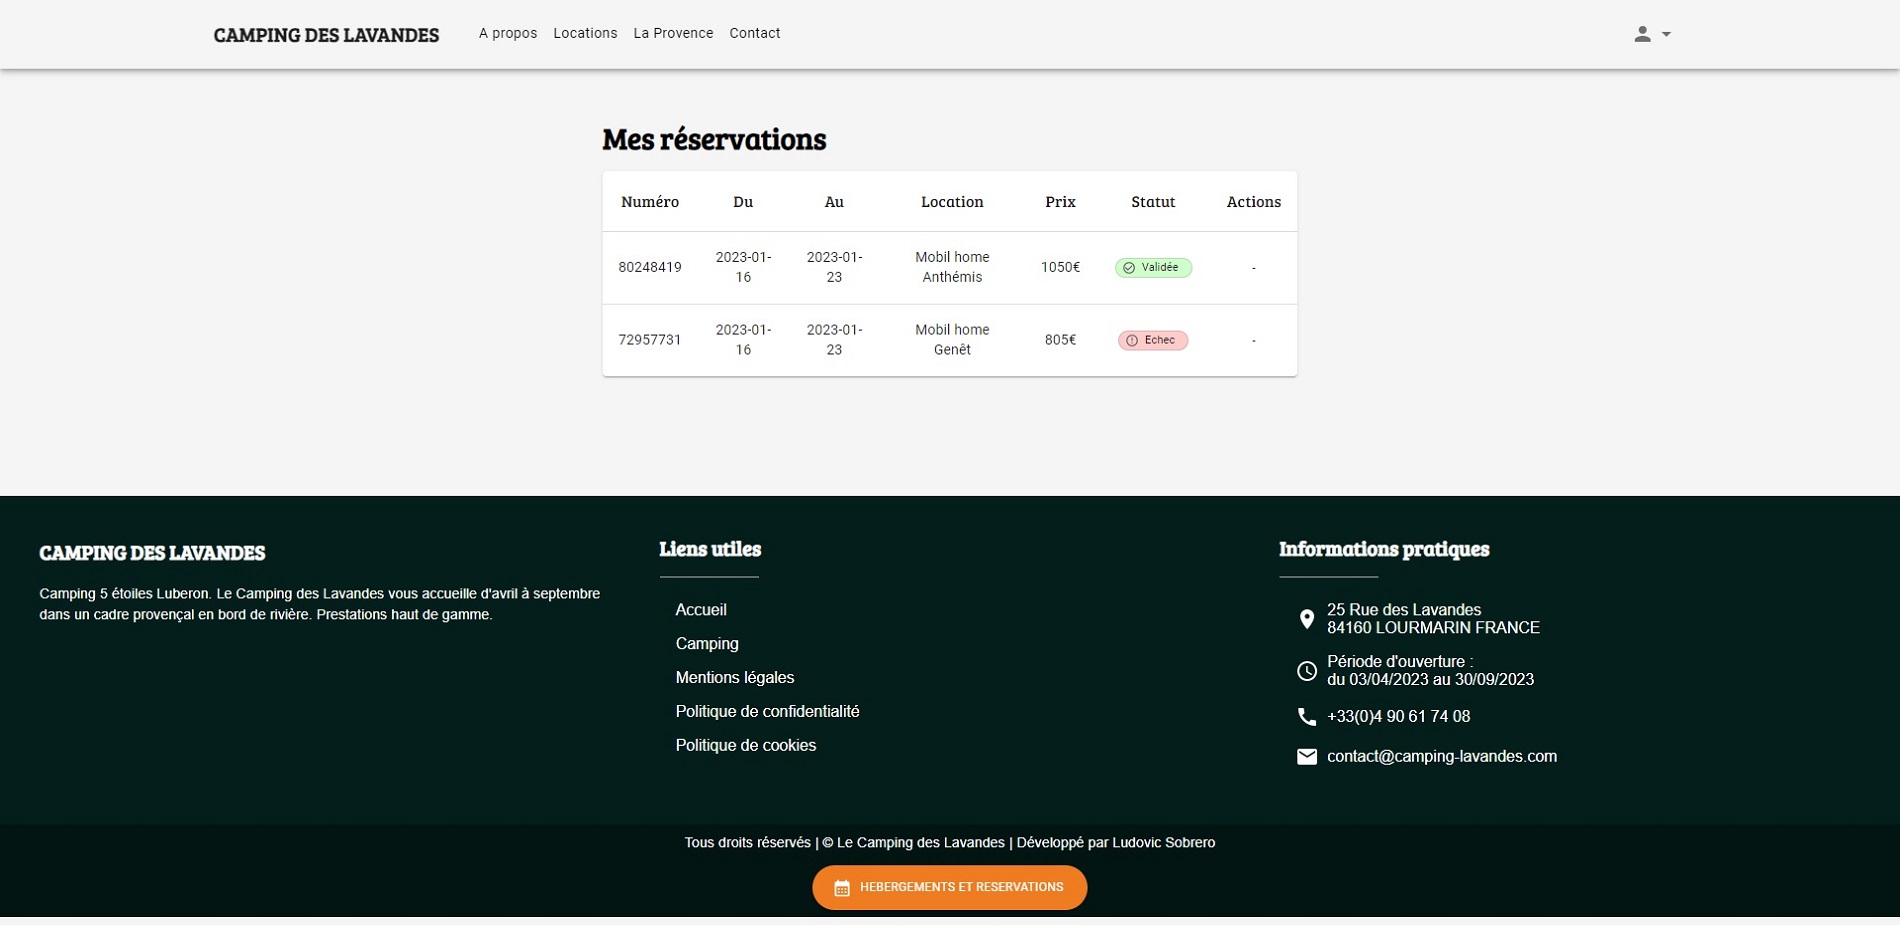 CAMPING DES LAVANDES A propos Locations La Provence Contact
Mes réservations
Numéro Du Au Location Prix Statut Actions
80248419 2023-01-16 2023-01-23 Mobil home Anthémis 1050€ Validée -
72957731 2023-01-16 2023-01-23 Mobil home Genêt 805€ Echec -
CAMPING DES LAVANDES
Camping 5 étoiles Luberon. Le Camping des Lavandes vous accueille d'avril à septembre
dans un cadre provençal en bord de rivière. Prestations haut de gamme.
Liens utiles
Accueil
Camping
Mentions légales
Politique de confidentialité
Politique de cookies
Informations pratiques
25 Rue des Lavandes
84160 LOURMARIN FRANCE
Période d'ouverture :
du 03/04/2023 au 30/09/2023
+33(0)4 90 61 74 08
contact@camping-lavandes.com
Tous droits réservés | © Le Camping des Lavandes | Développé par Ludovic Sobrero
HEBERGEMENTS ET RESERVATIONS